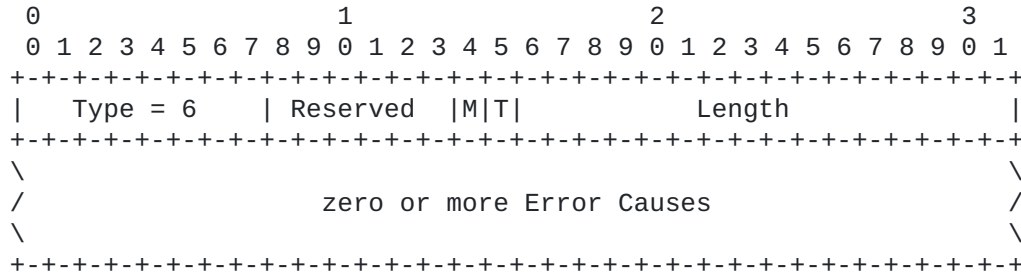 0                   1                   2                   3
 0 1 2 3 4 5 6 7 8 9 0 1 2 3 4 5 6 7 8 9 0 1 2 3 4 5 6 7 8 9 0 1
+-+-+-+-+-+-+-+-+-+-+-+-+-+-+-+-+-+-+-+-+-+-+-+-+-+-+-+-+-+-+-+-+
|   Type = 6    | Reserved  |M|T|           Length              |
+-+-+-+-+-+-+-+-+-+-+-+-+-+-+-+-+-+-+-+-+-+-+-+-+-+-+-+-+-+-+-+-+
\                                                               \
/                   zero or more Error Causes                   /
\                                                               \
+-+-+-+-+-+-+-+-+-+-+-+-+-+-+-+-+-+-+-+-+-+-+-+-+-+-+-+-+-+-+-+-+